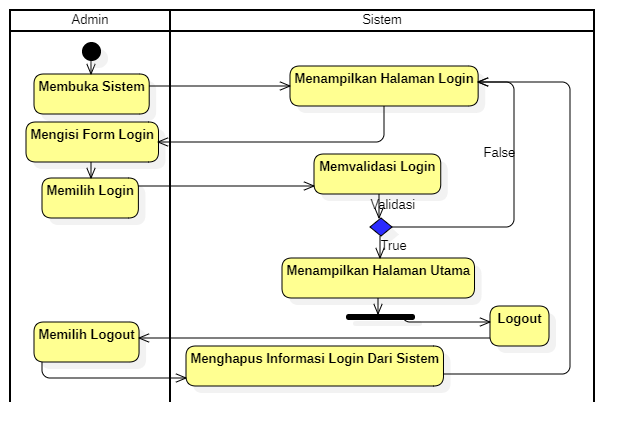 Admin
Sistem
Membuka Sistem
Menampilkan Halaman Login
Mengisi Form Login
False
Memvalidasi Login
Memilih Login
Validasi
True
Menampilkan Halaman Utama
Logout
Memilih Logout
Menghapus Informasi Login Dari Sistem